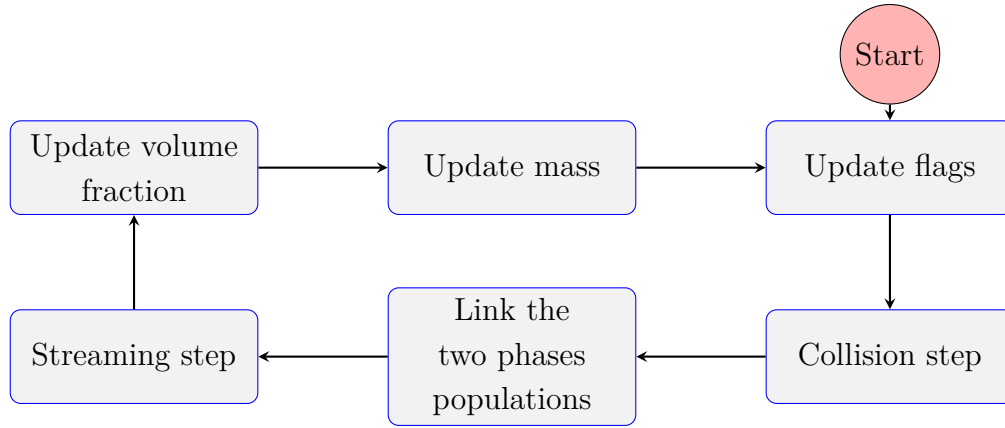 Start
Update volume
fraction
Update mass
Update flags
Streaming step
Link the
two phases
populations
Collision step